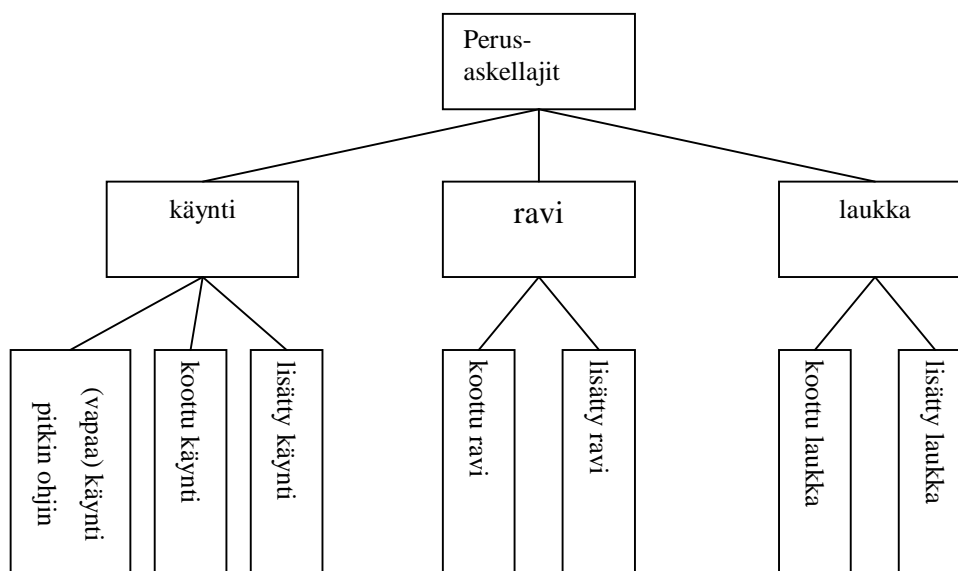 Perus-
askellajit
käynti
ravi
laukka
(vapaa) käynti
pitkin ohjin
koottu käynti
lisätty käynti
koottu ravi
lisätty ravi
koottu laukka
lisätty laukka